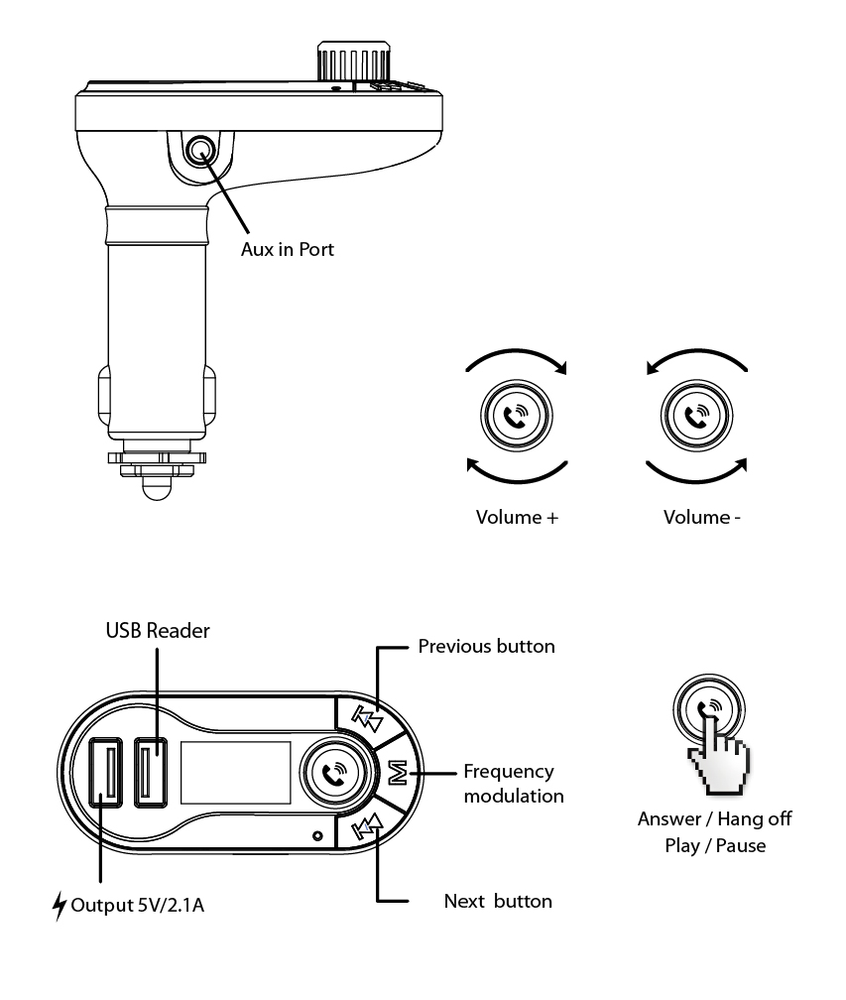 Aux in Port
Volume +
Volume -
USB Reader
Previous button
M
Frequency
modulation
Answer / Hang off
Play / Pause
Next button
Output 5V/2.1A